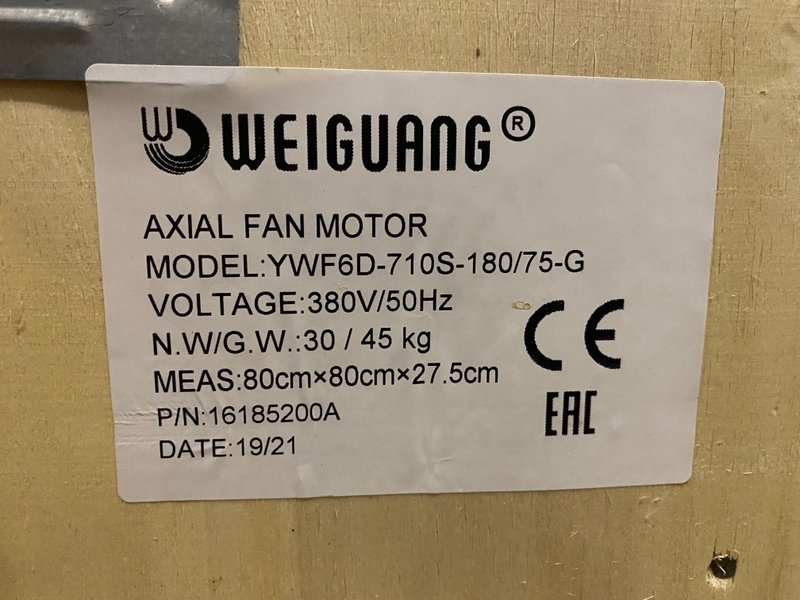 W WEIGUANG®
AXIAL FAN MOTOR
MODEL:YWF6D-710S-180/75-G
VOLTAGE:380V/50Hz
N.W/G.W.:30 / 45 kg
MEAS:80cm×80cm×27.5cm
P/N:16185200A
DATE:19/21
CE
EAC